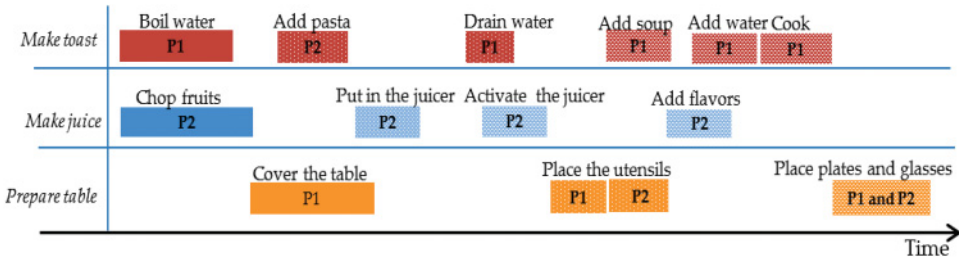 Boil water Add pasta Drain water Add soup Add water Cook
Make toast P1 P2 P1 P1 P1 P1
Chop fruits Put in the juicer Activate the juicer Add flavors
Make juice P2 P2 P2 P2
Cover the table Place the utensils Place plates and glasses
Prepare table P1 P1 P2 P1 and P2
Time